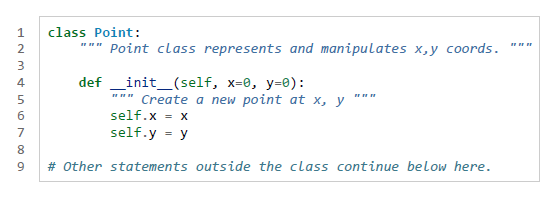 1 class Point:
2     """ Point class represents and manipulates x,y coords. """
3
4     def __init__(self, x=0, y=0):
5         """ Create a new point at x, y """
6         self.x = x
7         self.y = y
8
9 # Other statements outside the class continue below here.